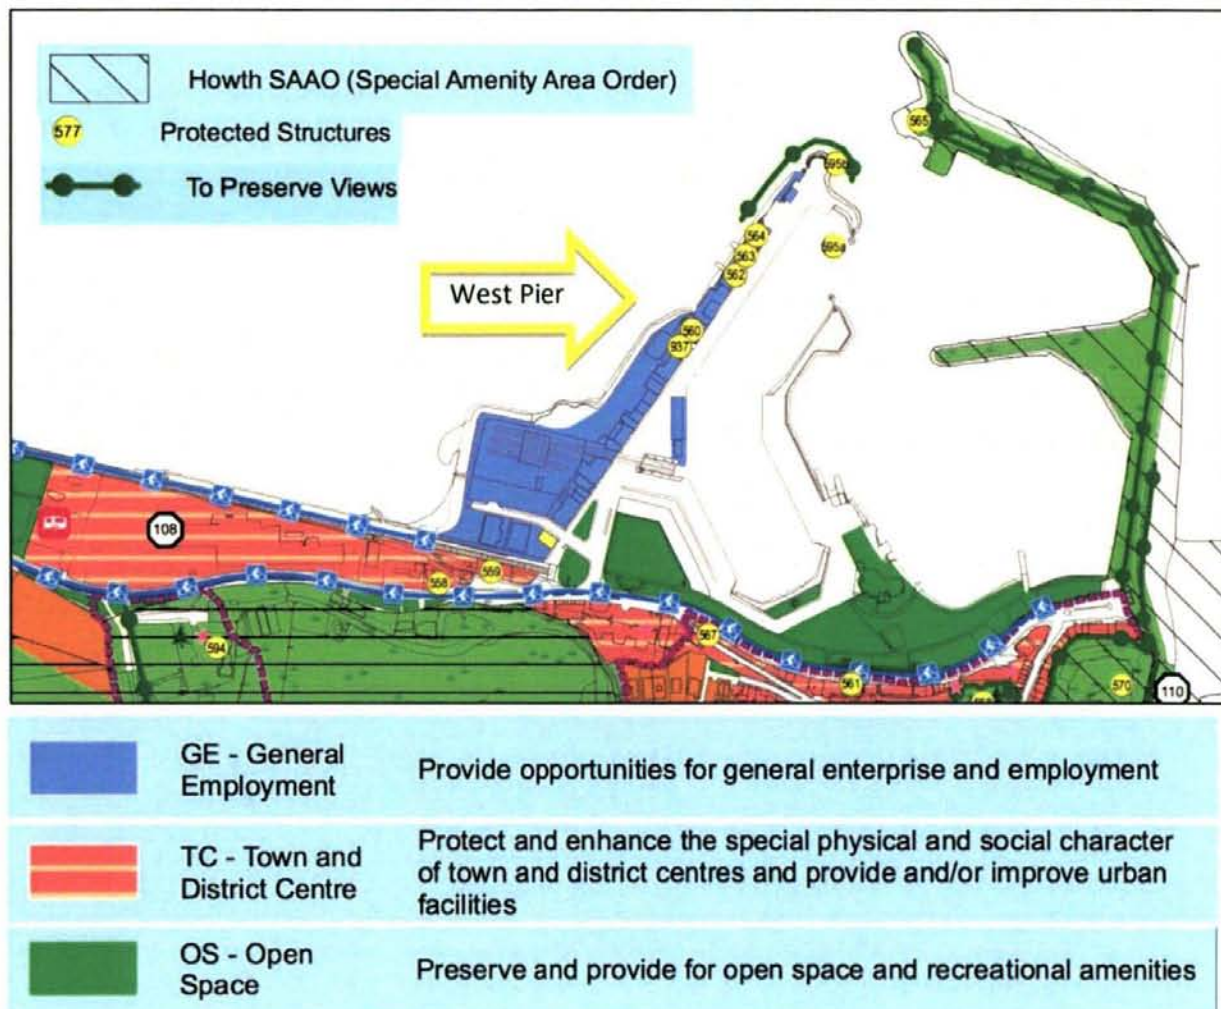 Howth SAAO (Special Amenity Area Order)
577 Protected Structures
To Preserve Views
565
595b
564
563
562
595a
West Pier
560
937
108
558
559
567
594
561
570
110
GE - General
Employment
Provide opportunities for general enterprise and employment
TC - Town and
District Centre
Protect and enhance the special physical and social character
of town and district centres and provide and/or improve urban
facilities
OS - Open
Space
Preserve and provide for open space and recreational amenities